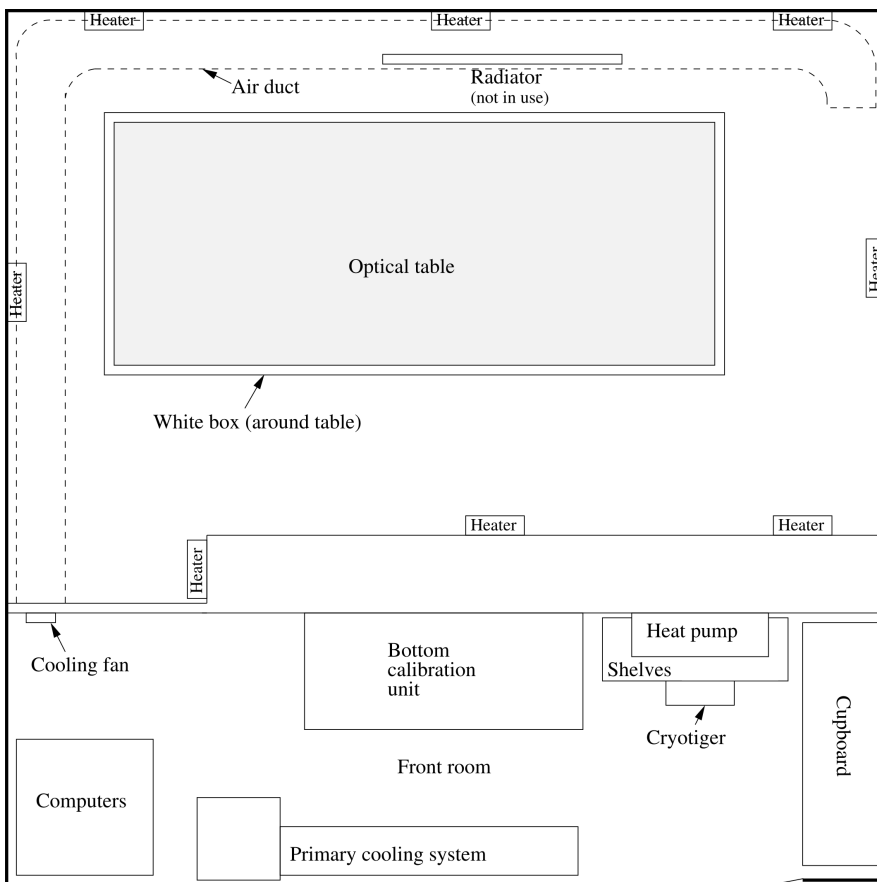 Heater
Heater
Heater
Radiator
(not in use)
Air duct
Optical table
Heater
Heater
White box (around table)
Heater
Heater
Heater
Heat pump
Bottom
calibration
unit
Shelves
Cooling fan
Cryotiger
Cupboard
Front room
Computers
Primary cooling system